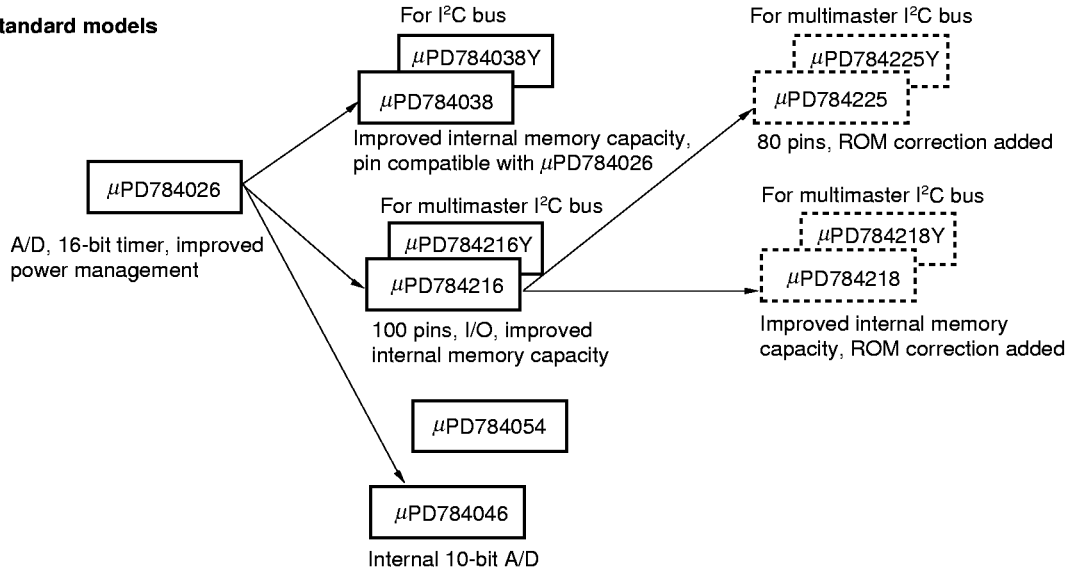 tandard models
For I²C bus
μPD784038Y
μPD784038
Improved internal memory capacity,
pin compatible with μPD784026
For multimaster I²C bus
μPD784225Y
μPD784225
80 pins, ROM correction added
μPD784026
A/D, 16-bit timer, improved
power management
For multimaster I²C bus
μPD784216Y
μPD784216
100 pins, I/O, improved
internal memory capacity
For multimaster I²C bus
μPD784218Y
μPD784218
Improved internal memory
capacity, ROM correction added
μPD784054
μPD784046
Internal 10-bit A/D